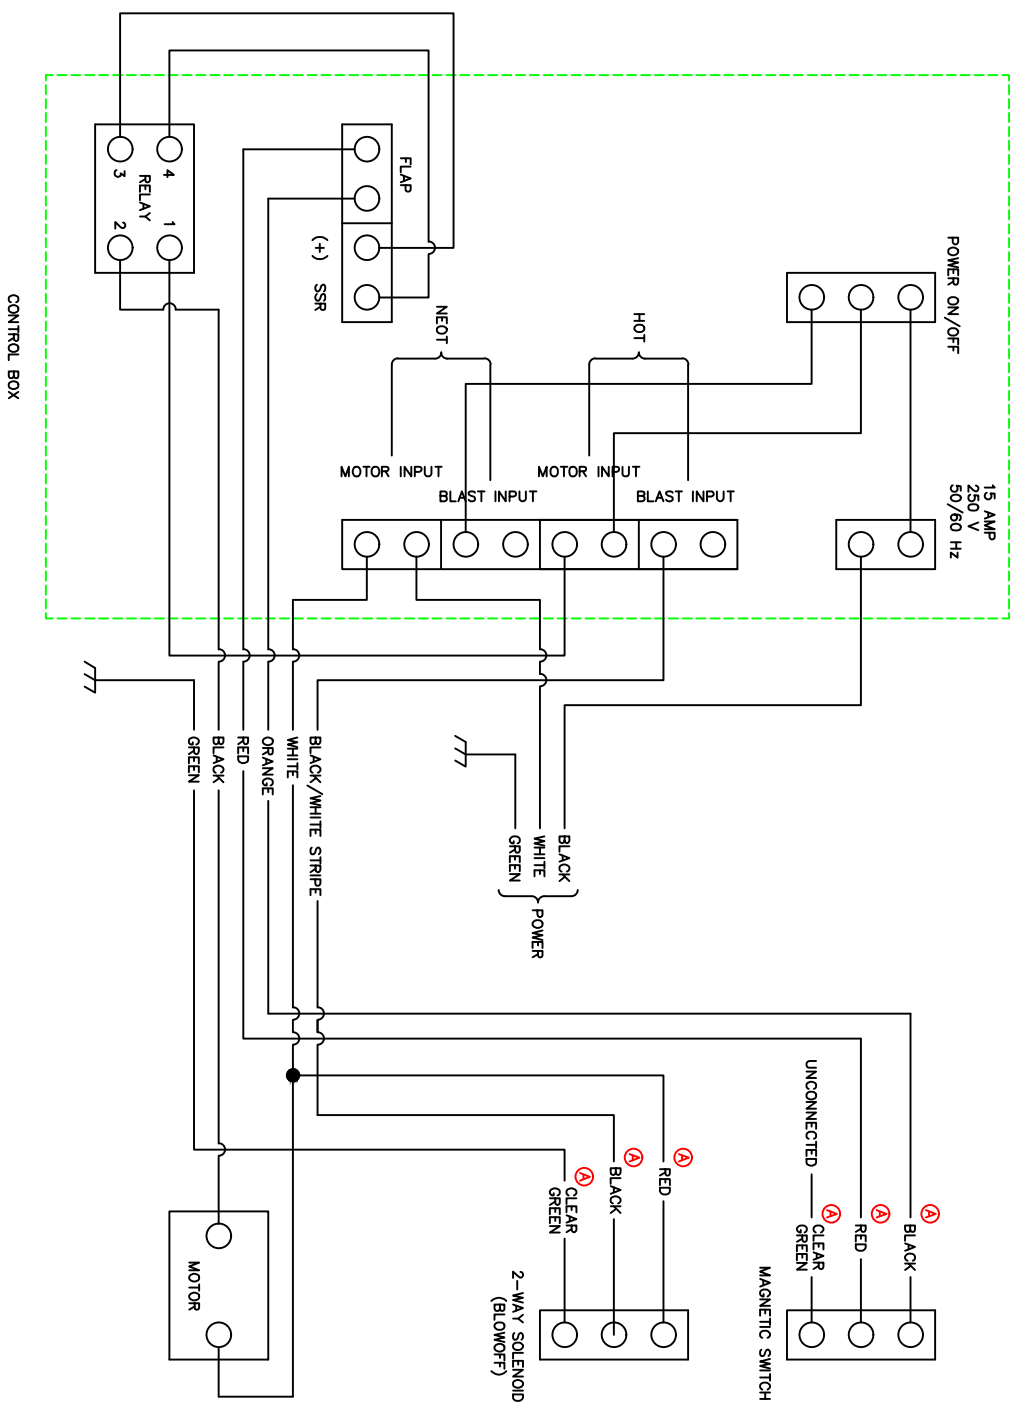 POWER ON/OFF
15 AMP
250 V
50/60 Hz
HOT
NEOT
MOTOR INPUT
BLAST INPUT
MOTOR INPUT
BLAST INPUT
FLAP
(+) SSR
4
3
RELAY
1
2
CONTROL BOX
BLACK
WHITE
GREEN
POWER
BLACK/WHITE STRIPE
WHITE
ORANGE
RED
BLACK
GREEN
UNCONNECTED
A
BLACK
A
RED
A
CLEAR
GREEN
MAGNETIC SWITCH
A
RED
A
BLACK
A
CLEAR
GREEN
2-WAY SOLENOID
(BLOWOFF)
MOTOR